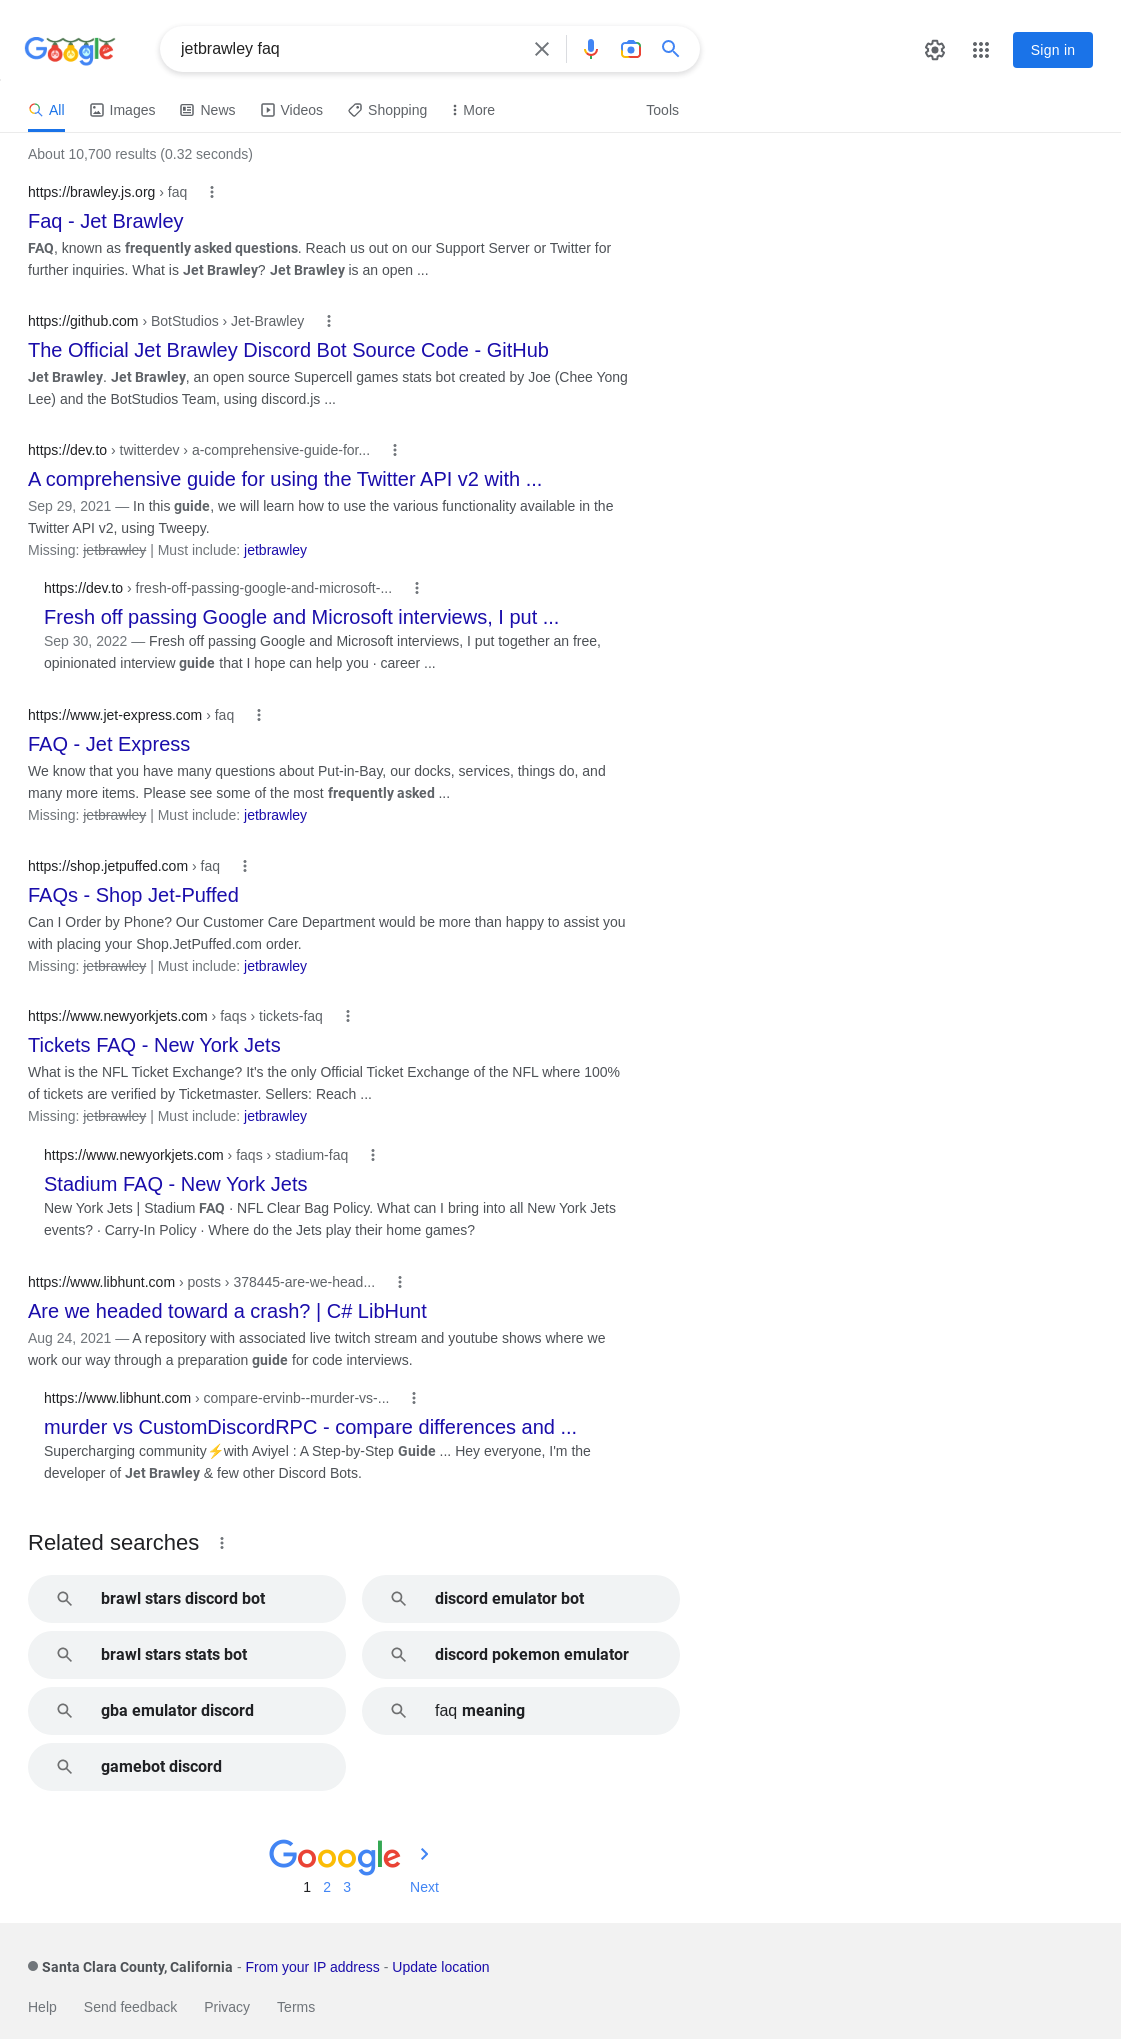 Google
jetbrawley faq
Sign in
All Images News Videos Shopping More Tools
About 10,700 results (0.32 seconds)
https://brawley.js.org › faq
Faq - Jet Brawley
FAQ, known as frequently asked questions. Reach us out on our Support Server or Twitter for
further inquiries. What is Jet Brawley? Jet Brawley is an open ...
https://github.com › BotStudios › Jet-Brawley
The Official Jet Brawley Discord Bot Source Code - GitHub
Jet Brawley. Jet Brawley, an open source Supercell games stats bot created by Joe (Chee Yong
Lee) and the BotStudios Team, using discord.js ...
https://dev.to › twitterdev › a-comprehensive-guide-for...
A comprehensive guide for using the Twitter API v2 with ...
Sep 29, 2021 — In this guide, we will learn how to use the various functionality available in the
Twitter API v2, using Tweepy.
Missing: jetbrawley | Must include: jetbrawley
https://dev.to › fresh-off-passing-google-and-microsoft-...
Fresh off passing Google and Microsoft interviews, I put ...
Sep 30, 2022 — Fresh off passing Google and Microsoft interviews, I put together an free,
opinionated interview guide that I hope can help you · career ...
https://www.jet-express.com › faq
FAQ - Jet Express
We know that you have many questions about Put-in-Bay, our docks, services, things do, and
many more items. Please see some of the most frequently asked ...
Missing: jetbrawley | Must include: jetbrawley
https://shop.jetpuffed.com › faq
FAQs - Shop Jet-Puffed
Can I Order by Phone? Our Customer Care Department would be more than happy to assist you
with placing your Shop.JetPuffed.com order.
Missing: jetbrawley | Must include: jetbrawley
https://www.newyorkjets.com › faqs › tickets-faq
Tickets FAQ - New York Jets
What is the NFL Ticket Exchange? It's the only Official Ticket Exchange of the NFL where 100%
of tickets are verified by Ticketmaster. Sellers: Reach ...
Missing: jetbrawley | Must include: jetbrawley
https://www.newyorkjets.com › faqs › stadium-faq
Stadium FAQ - New York Jets
New York Jets | Stadium FAQ · NFL Clear Bag Policy. What can I bring into all New York Jets
events? · Carry-In Policy · Where do the Jets play their home games?
https://www.libhunt.com › posts › 378445-are-we-head...
Are we headed toward a crash? | C# LibHunt
Aug 24, 2021 — A repository with associated live twitch stream and youtube shows where we
work our way through a preparation guide for code interviews.
https://www.libhunt.com › compare-ervinb--murder-vs-...
murder vs CustomDiscordRPC - compare differences and ...
Supercharging community⚡with Aviyel : A Step-by-Step Guide ... Hey everyone, I'm the
developer of Jet Brawley & few other Discord Bots.
Related searches
brawl stars discord bot
discord emulator bot
brawl stars stats bot
discord pokemon emulator
gba emulator discord
faq meaning
gamebot discord
Gooogle
1 2 3 Next
Santa Clara County, California - From your IP address - Update location
Help Send feedback Privacy Terms